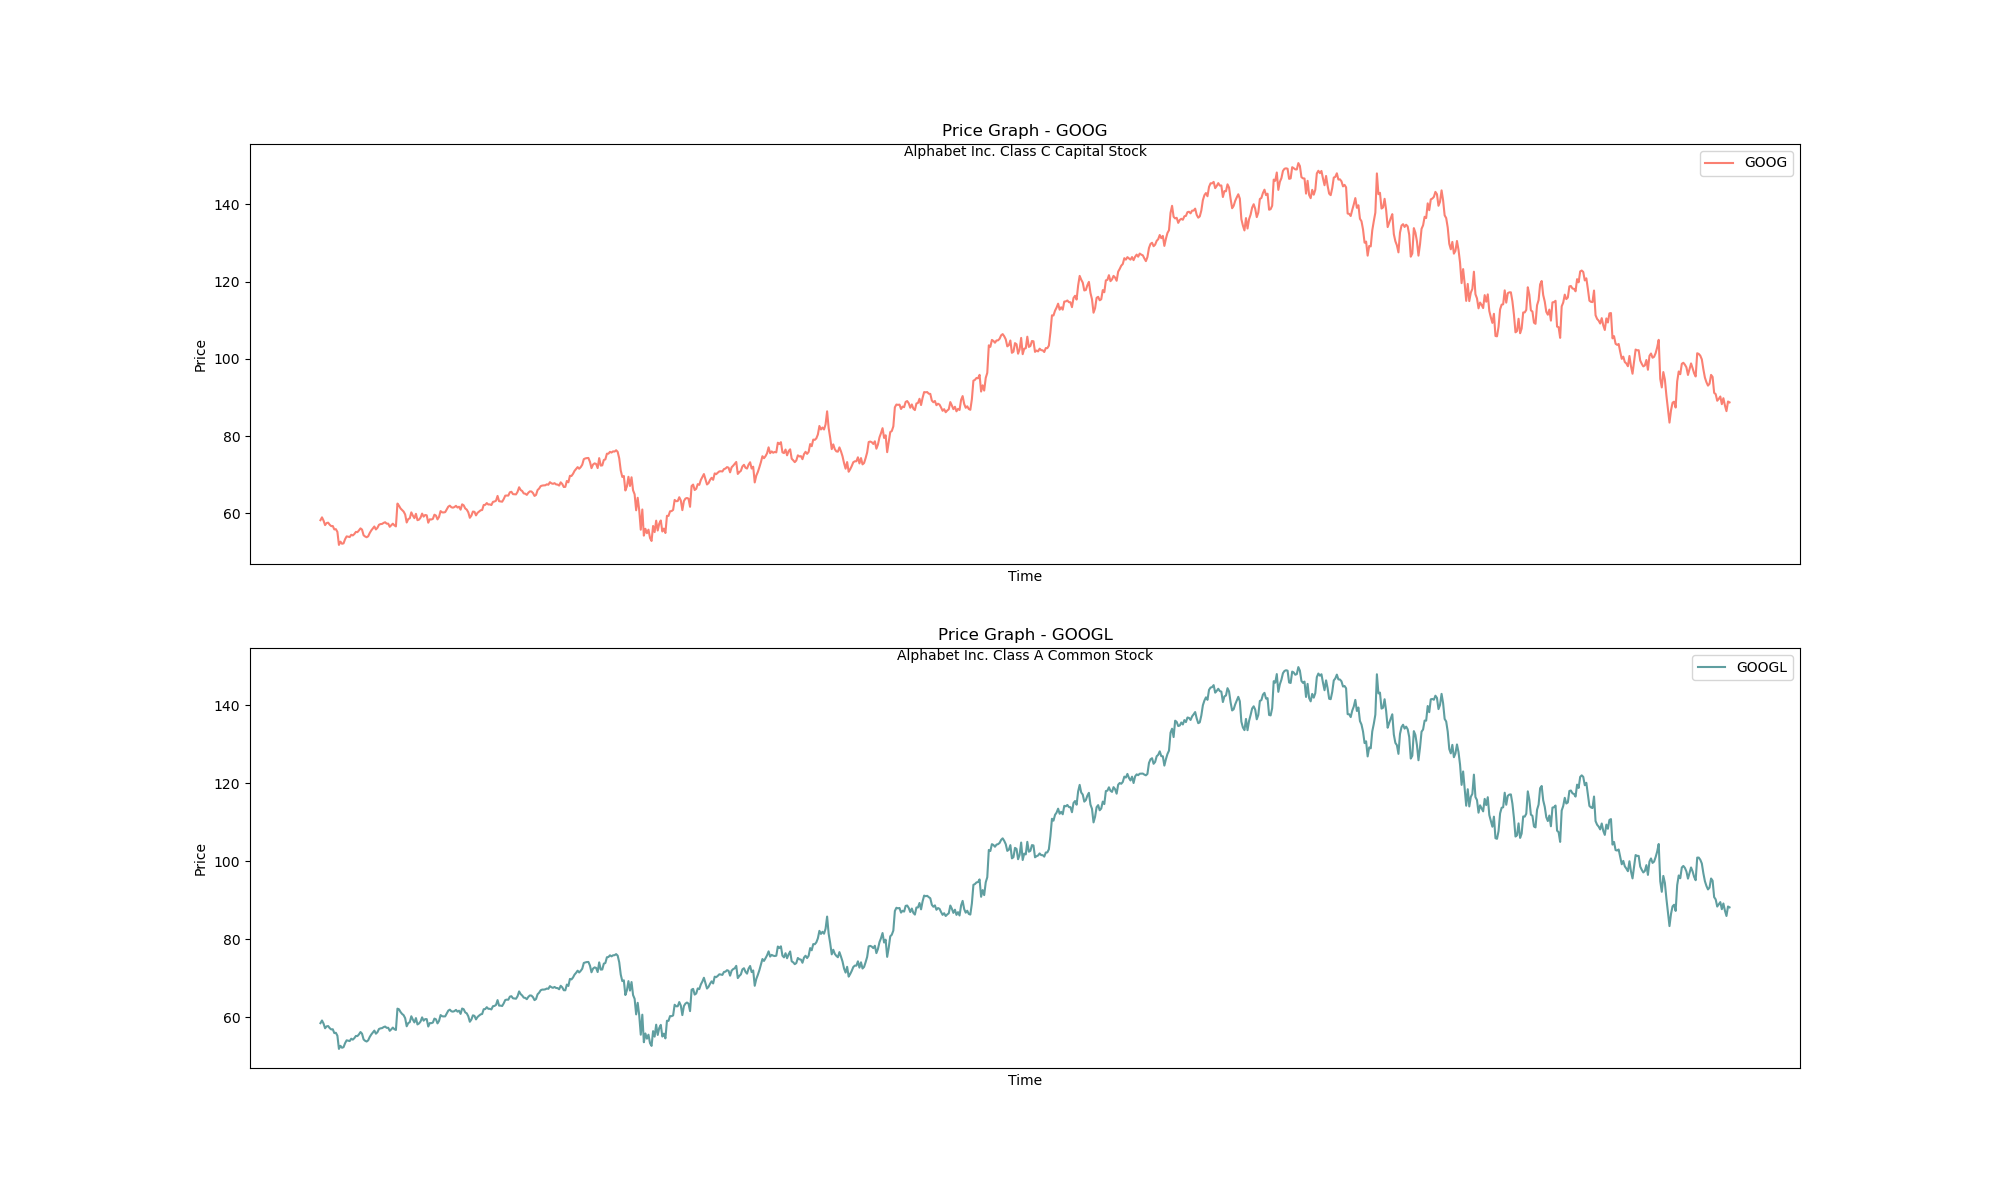 Price Graph - GOOG
Alphabet Inc. Class C Capital Stock
GOOG
140
120
100
80
60
Price
Time
Price Graph - GOOGL
Alphabet Inc. Class A Common Stock
GOOGL
140
120
100
80
60
Price
Time